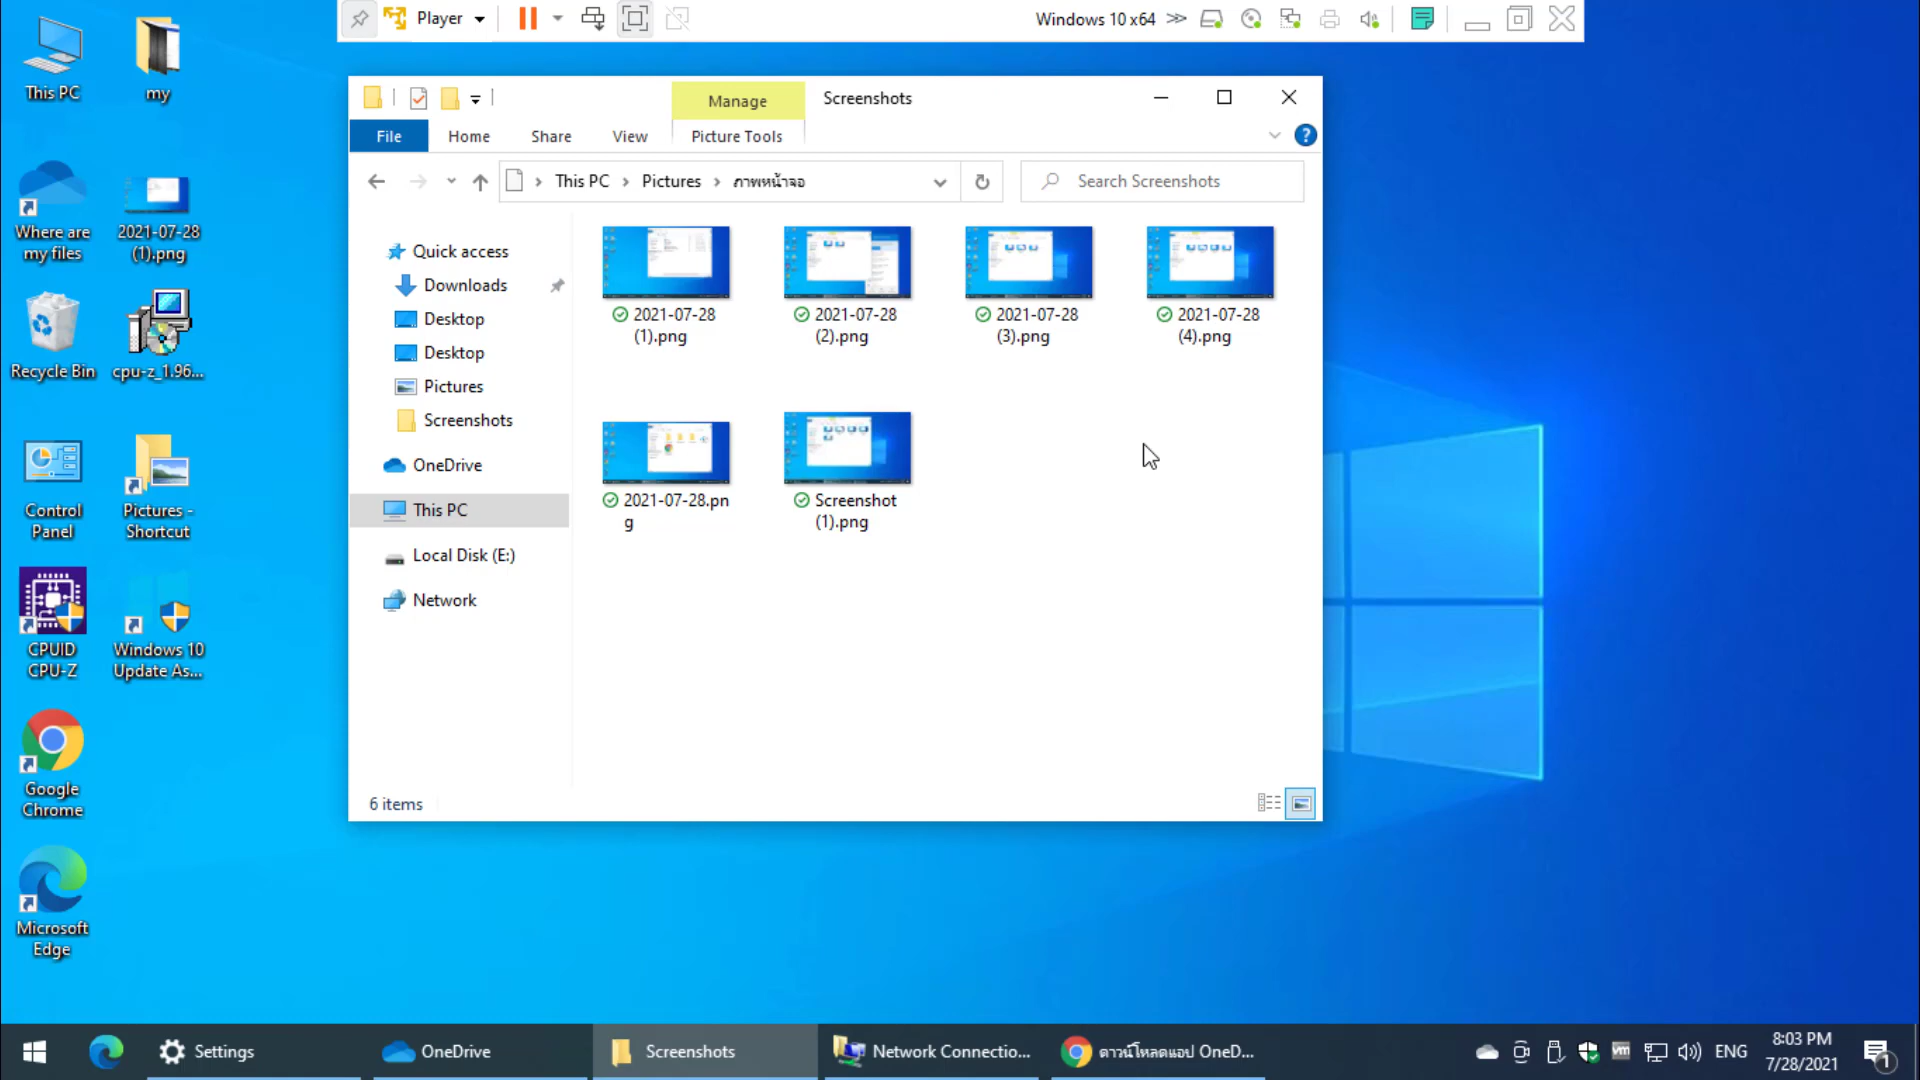 Player
Windows 10 x64
This PC
my
Where are
my files
2021-07-28
(1).png
Recycle Bin
cpu-z_1.96...
Control
Panel
Pictures -
Shortcut
CPUID
CPU-Z
Windows 10
Update As...
Google
Chrome
Microsoft
Edge
Manage
Screenshots
File
Home
Share
View
Picture Tools
This PC
Pictures
ภาพหน้าจอ
Search Screenshots
Quick access
Downloads
Desktop
Desktop
Pictures
Screenshots
OneDrive
This PC
Local Disk (E:)
Network
2021-07-28
(1).png
2021-07-28
(2).png
2021-07-28
(3).png
2021-07-28
(4).png
2021-07-28.pn
g
Screenshot
(1).png
6 items
Settings
OneDrive
Screenshots
Network Connectio...
ดาวน์โหลดแอป OneD...
vm
ENG
8:03 PM
7/28/2021
1